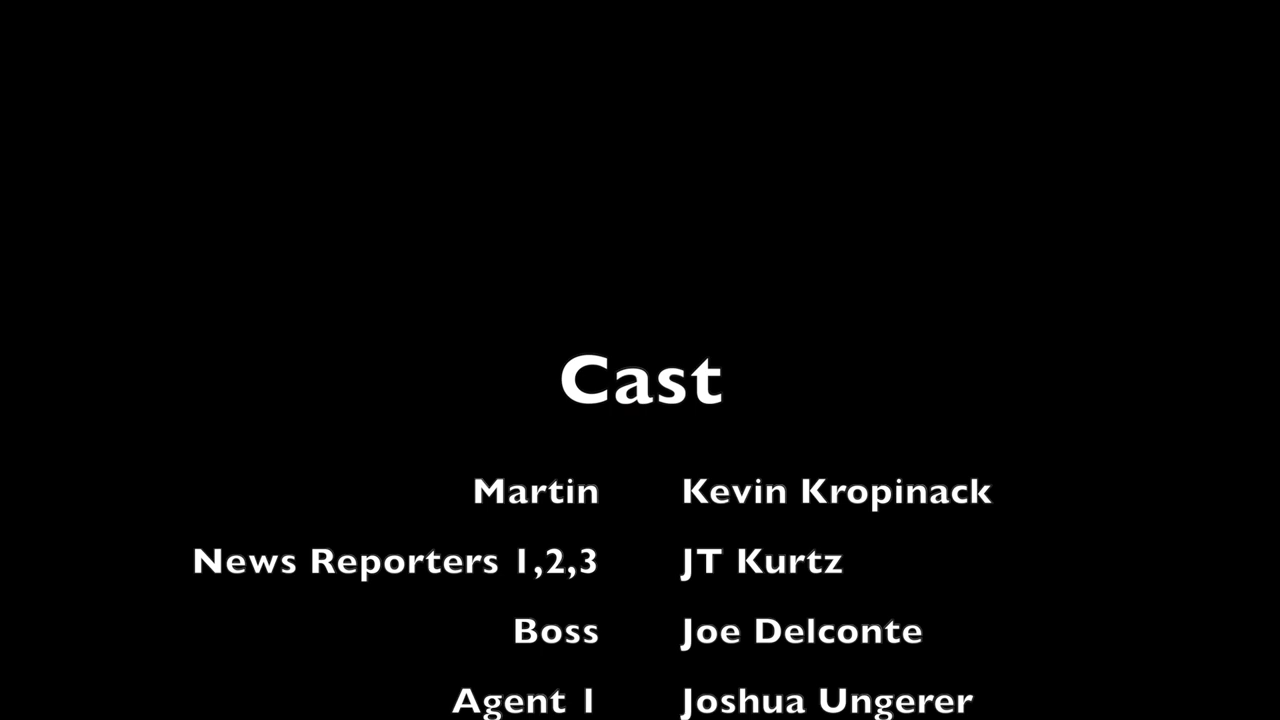 Cast
Martin Kevin Kropinack
News Reporters 1,2,3 JT Kurtz
Boss Joe Delconte
Agent 1 Joshua Ungerer